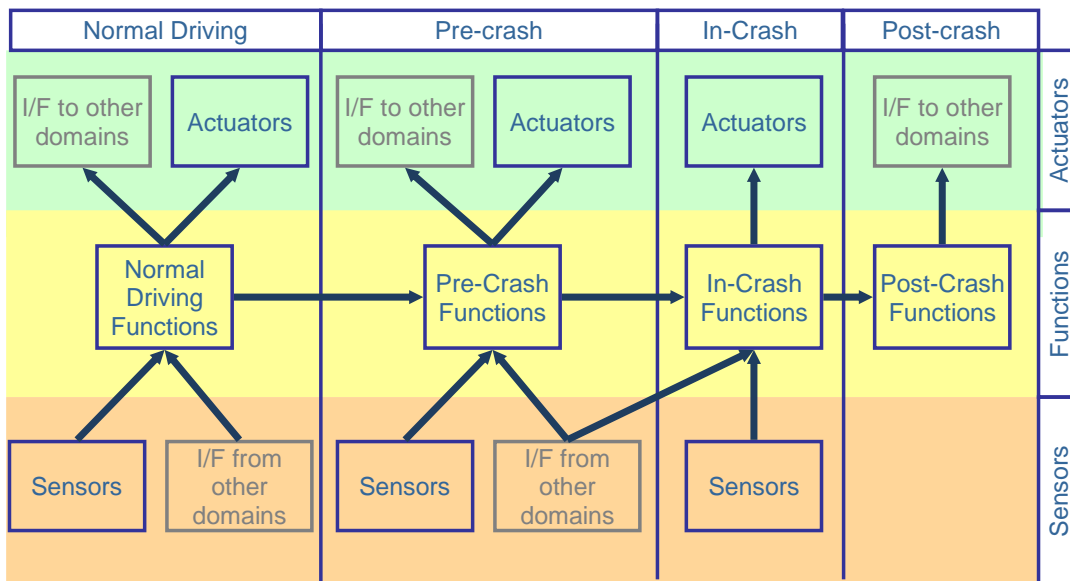 Normal Driving
Pre-crash
In-Crash
Post-crash
I/F to other
domains
Actuators
I/F to other
domains
Actuators
Actuators
I/F to other
domains
Actuators
Normal
Driving
Functions
Pre-Crash
Functions
In-Crash
Functions
Post-Crash
Functions
Functions
Sensors
I/F from
other
domains
Sensors
I/F from
other
domains
Sensors
Sensors